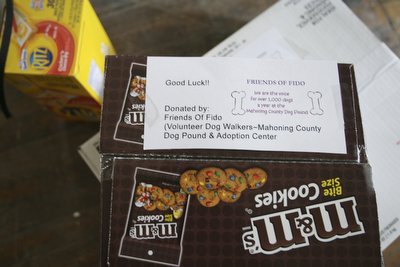 Good Luck!!
FRIENDS OF FIDO
we are the voice
for over 1,000 dogs
a year at the
Mahoning County Dog Pound
Donated by:
Friends Of Fido
(Volunteer Dog Walkers–Mahoning County
Dog Pound & Adoption Center
Bite
Size
Cookies
m&m's
m&m's
Cookies